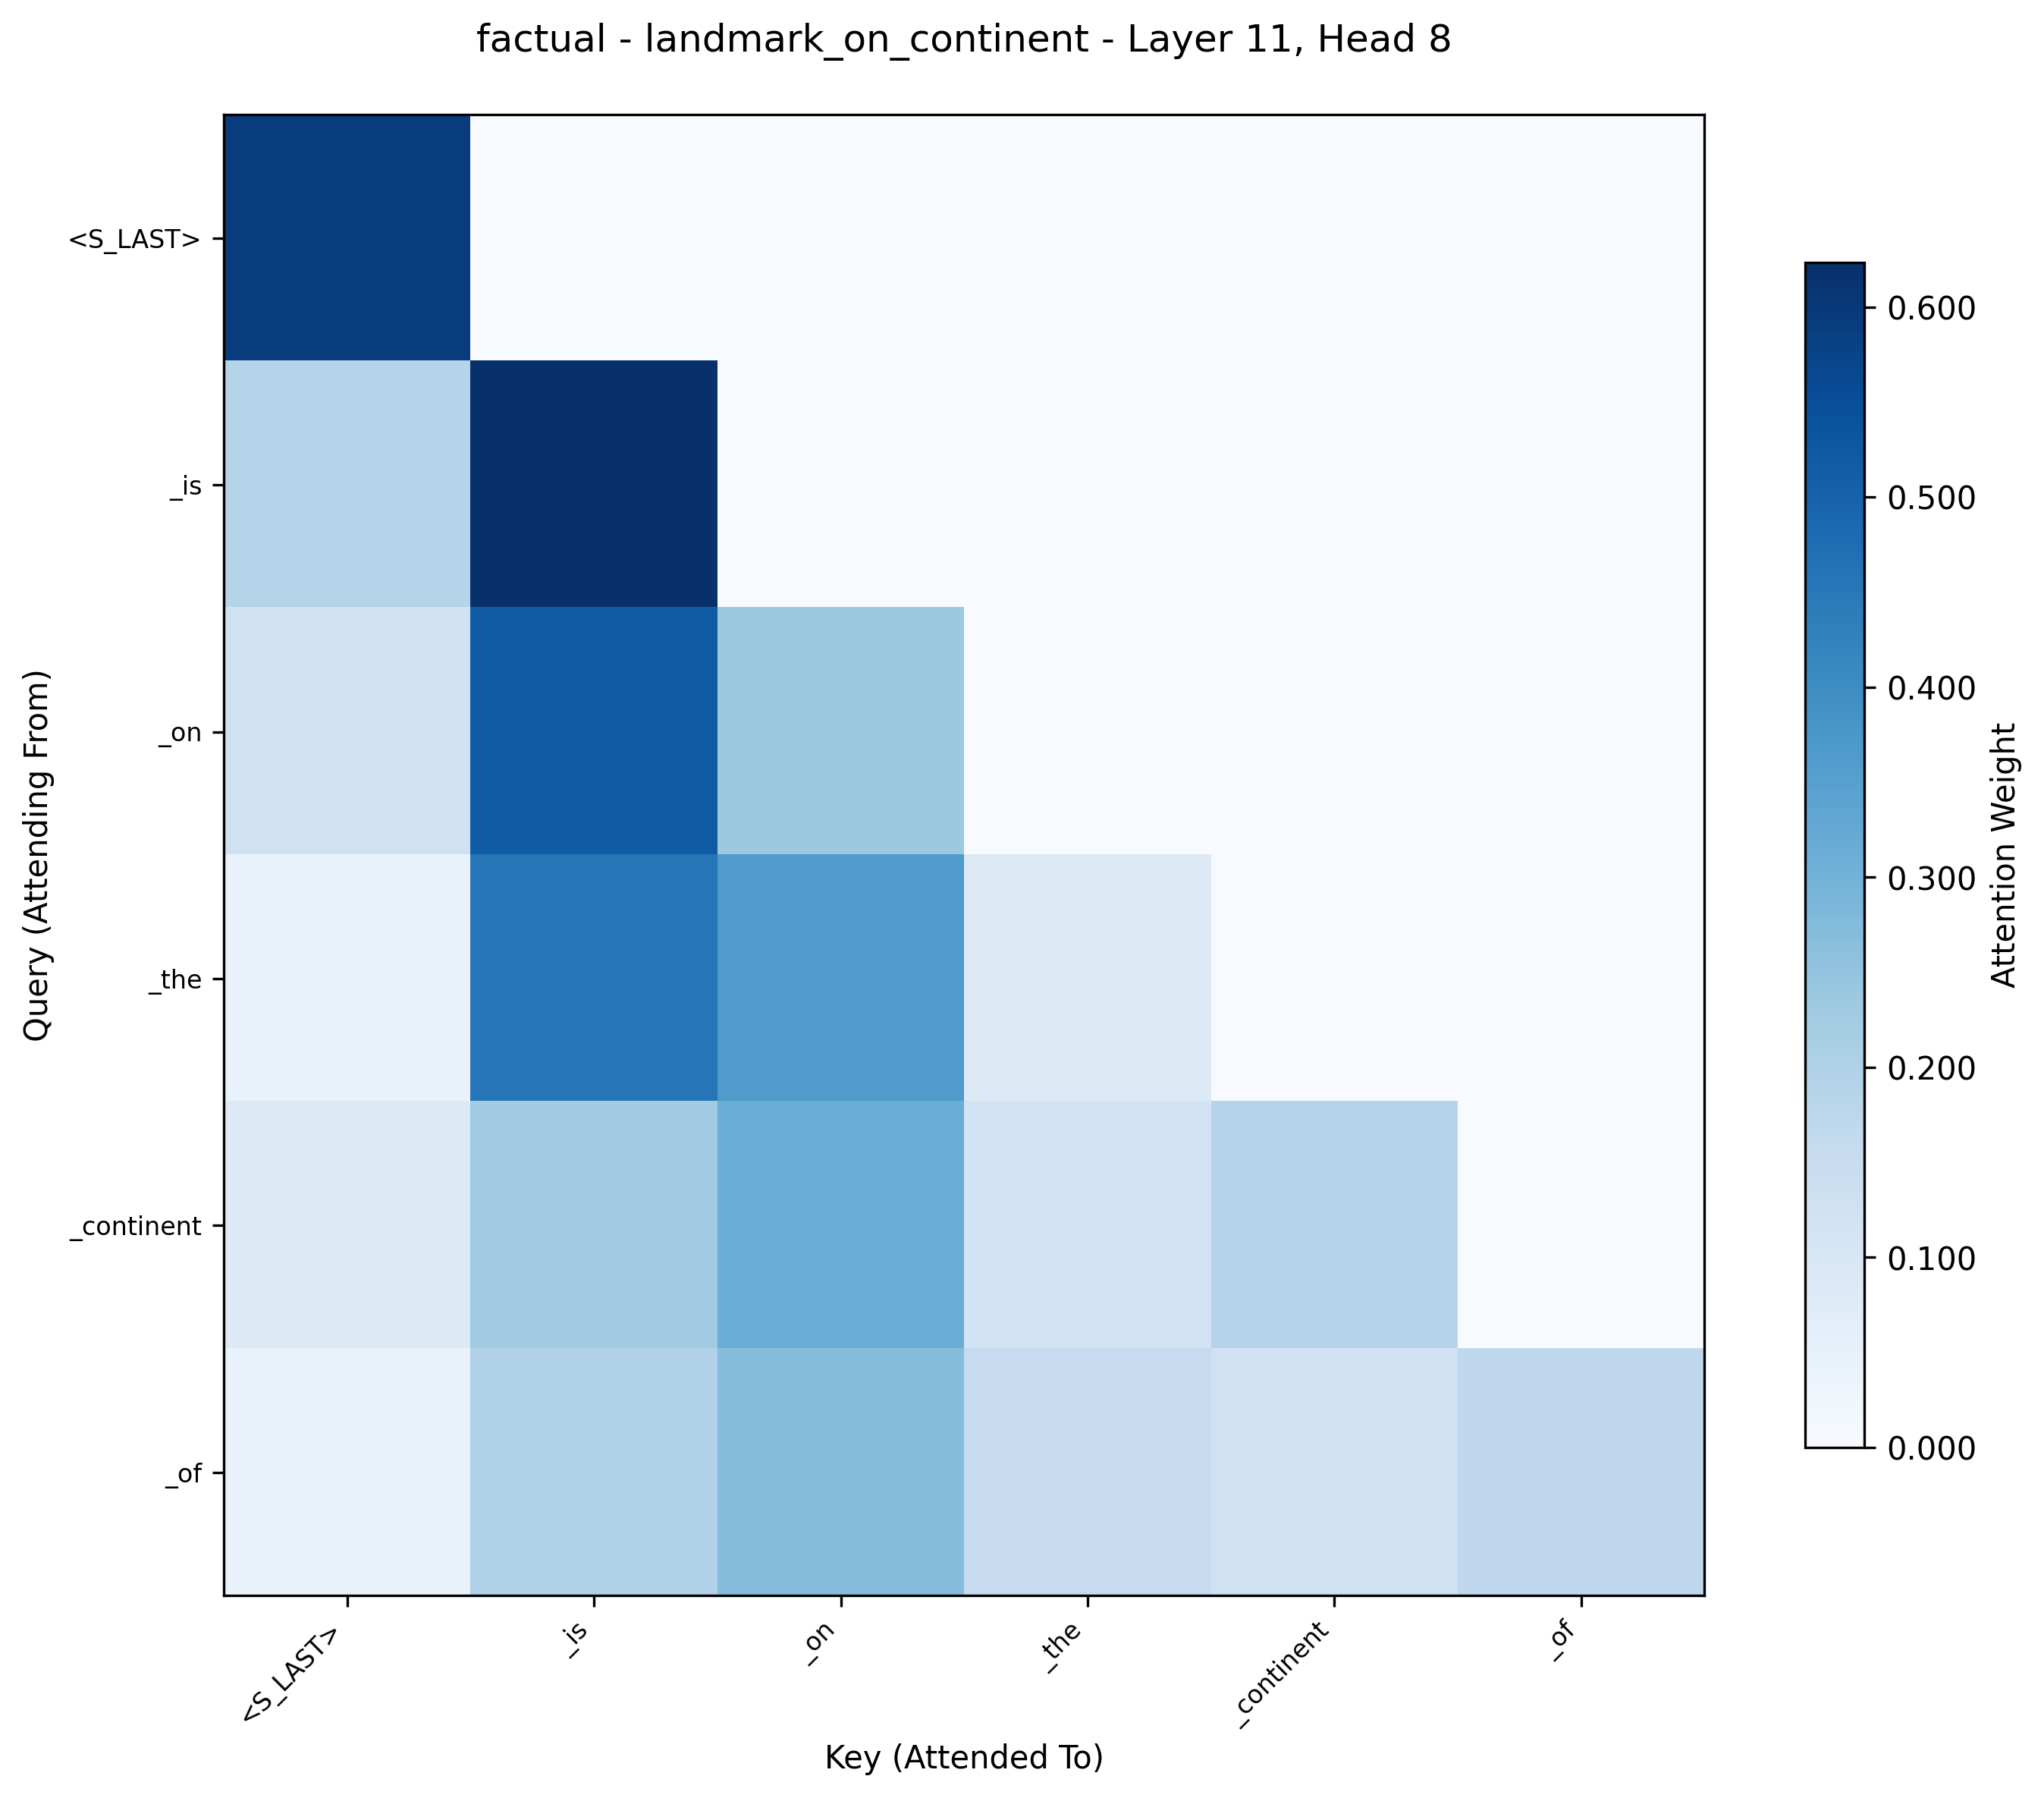 factual - landmark_on_continent - Layer 11, Head 8
Query (Attending From)
<S_LAST>
_is
_on
_the
_continent
_of
<S_LAST>
_is
_on
_the
_continent
_of
Key (Attended To)
0.600
0.500
0.400
0.300
0.200
0.100
0.000
Attention Weight